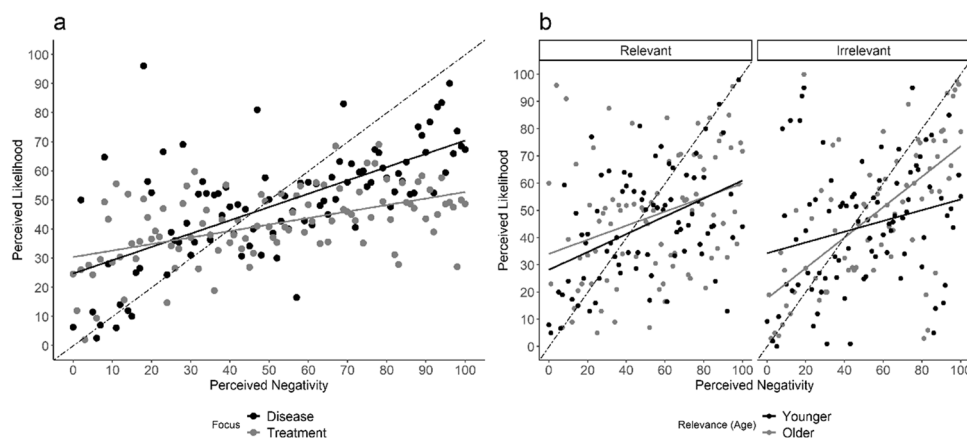 a
100
90
80
70
60
50
40
30
20
10
0
Perceived Likelihood
0 10 20 30 40 50 60 70 80 90 100
Perceived Negativity
Focus
Disease
Treatment
b
Relevant Irrelevant
100
90
80
70
60
50
40
30
20
10
0
Perceived Likelihood
0 20 40 60 80 100 0 20 40 60 80 100
Perceived Negativity
Relevance (Age)
Younger
Older